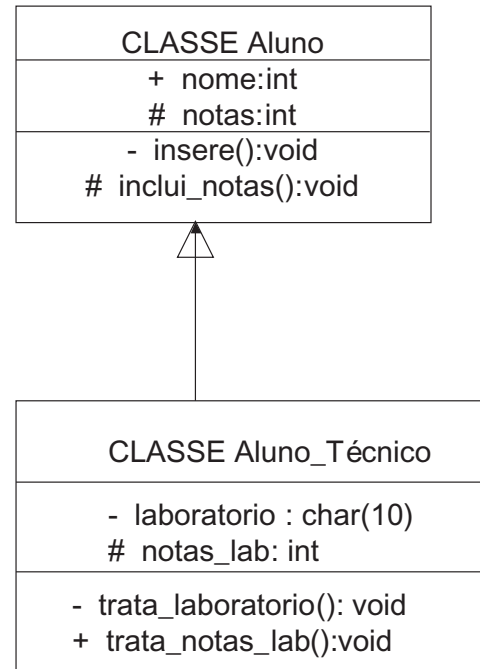 CLASSE Aluno
+ nome:int
# notas:int
- insere():void
# inclui_notas():void
CLASSE Aluno_Técnico
- laboratorio : char(10)
# notas_lab: int
- trata_laboratorio(): void
+ trata_notas_lab():void